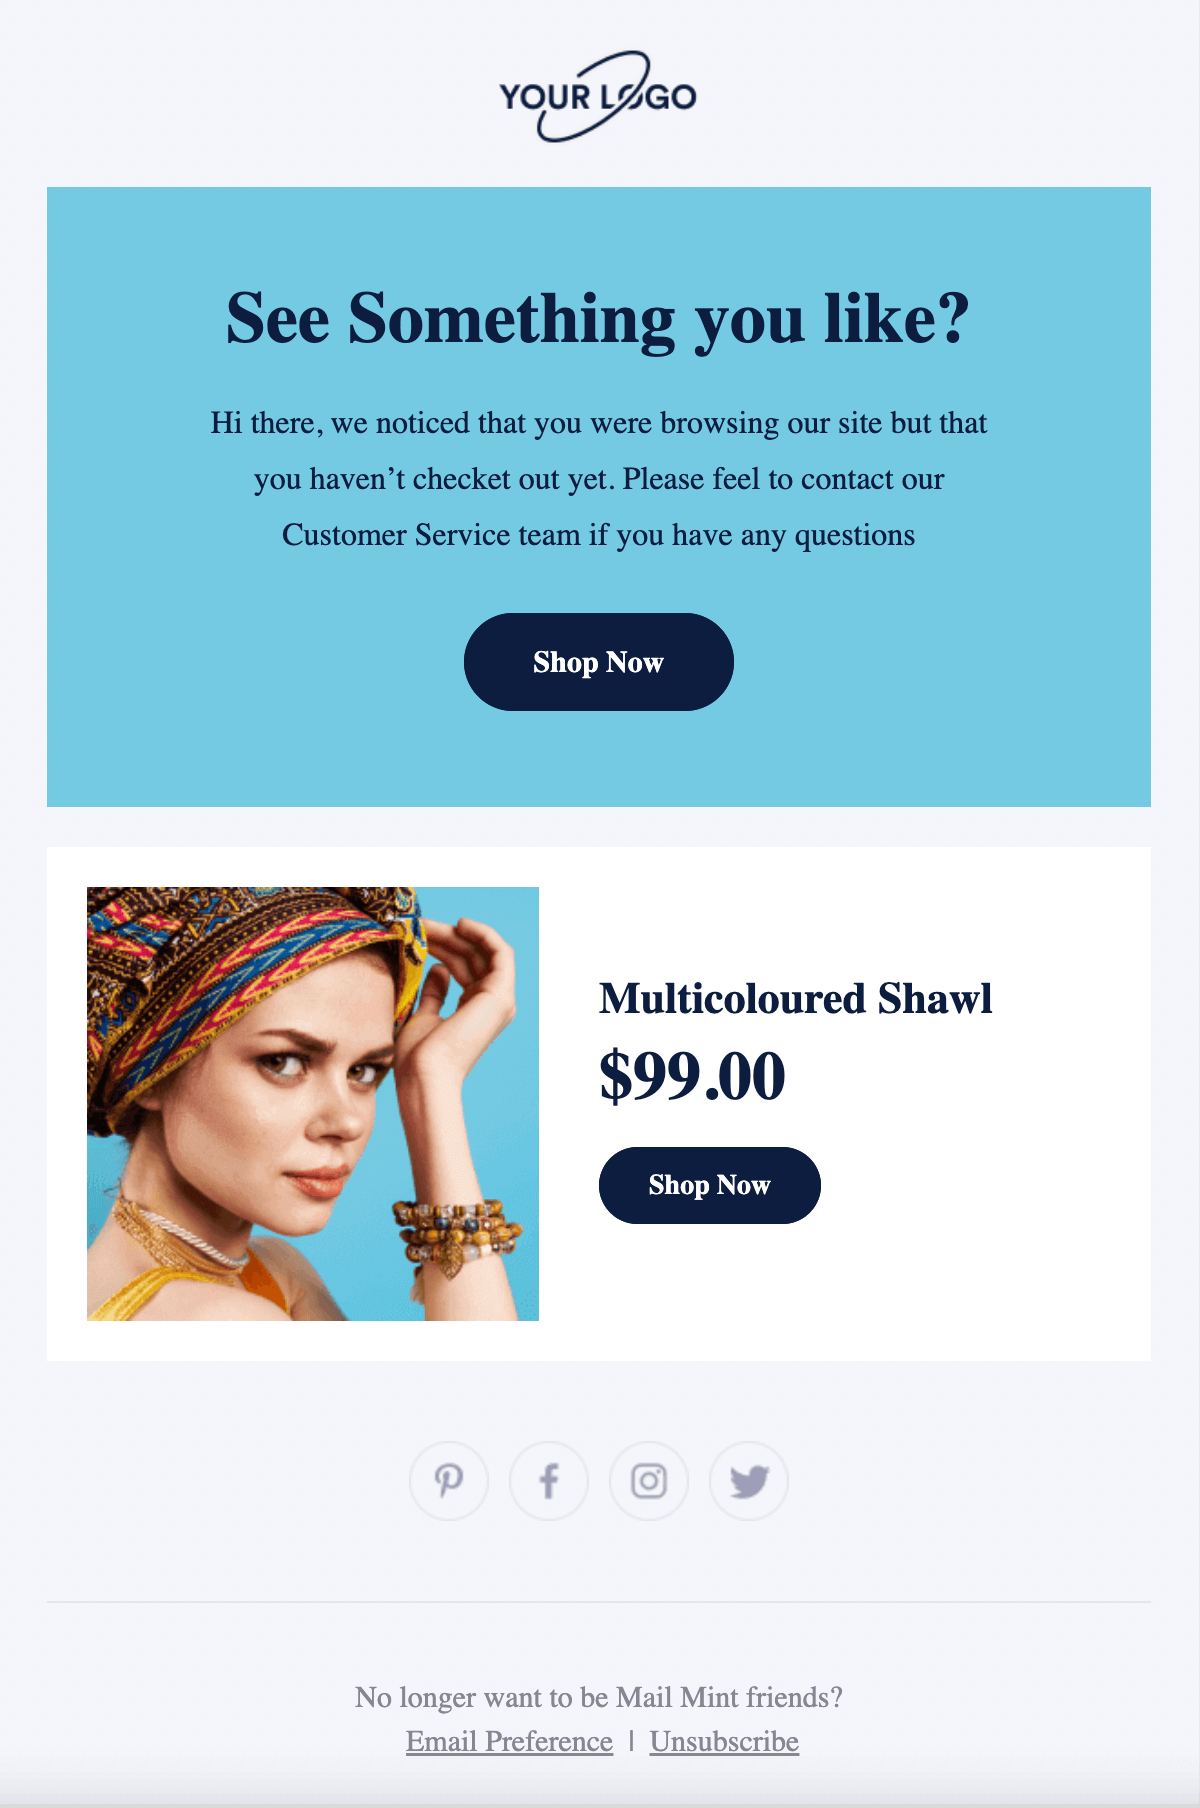 YOUR LOGO
See Something you like?
Hi there, we noticed that you were browsing our site but that
you haven’t checket out yet. Please feel to contact our
Customer Service team if you have any questions
Shop Now
Multicoloured Shawl
$99.00
Shop Now
No longer want to be Mail Mint friends?
Email Preference | Unsubscribe